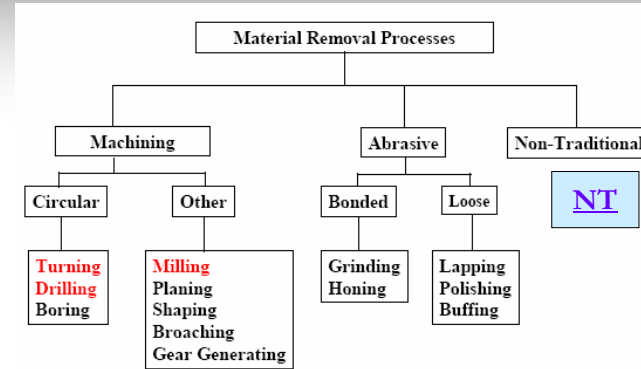 Material Removal Processes
Machining
Abrasive
Non-Traditional
NT
Circular
Other
Bonded
Loose
Turning
Drilling
Boring
Milling
Planing
Shaping
Broaching
Gear Generating
Grinding
Honing
Lapping
Polishing
Buffing